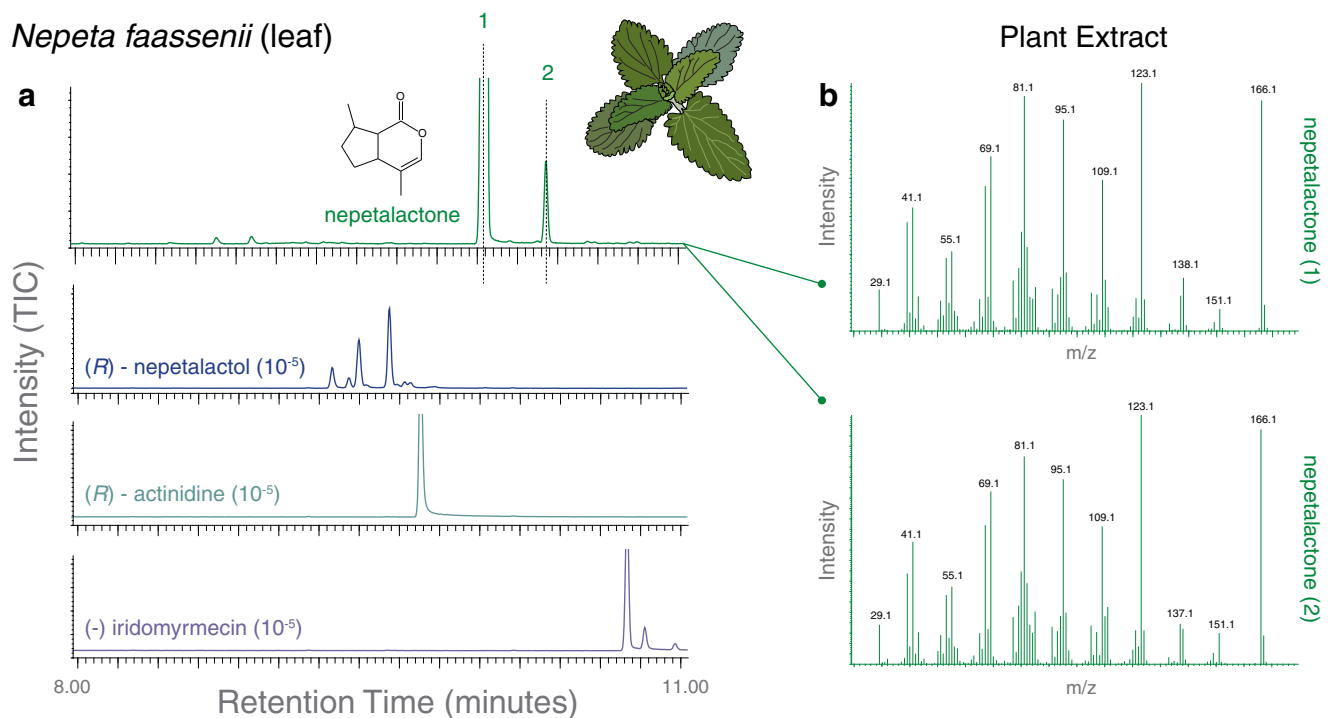 Nepeta faassenii (leaf)
Plant Extract
a
1
2
O
O
nepetalactone
(R) - nepetalactol (10⁻⁵)
(R) - actinidine (10⁻⁵)
(-) iridomyrmecin (10⁻⁵)
Intensity (TIC)
8.00
11.00
Retention Time (minutes)
b
29.1
41.1
55.1
69.1
81.1
95.1
109.1
123.1
138.1
151.1
166.1
Intensity
m/z
nepetalactone (1)
29.1
41.1
55.1
69.1
81.1
95.1
109.1
123.1
137.1
151.1
166.1
Intensity
m/z
nepetalactone (2)